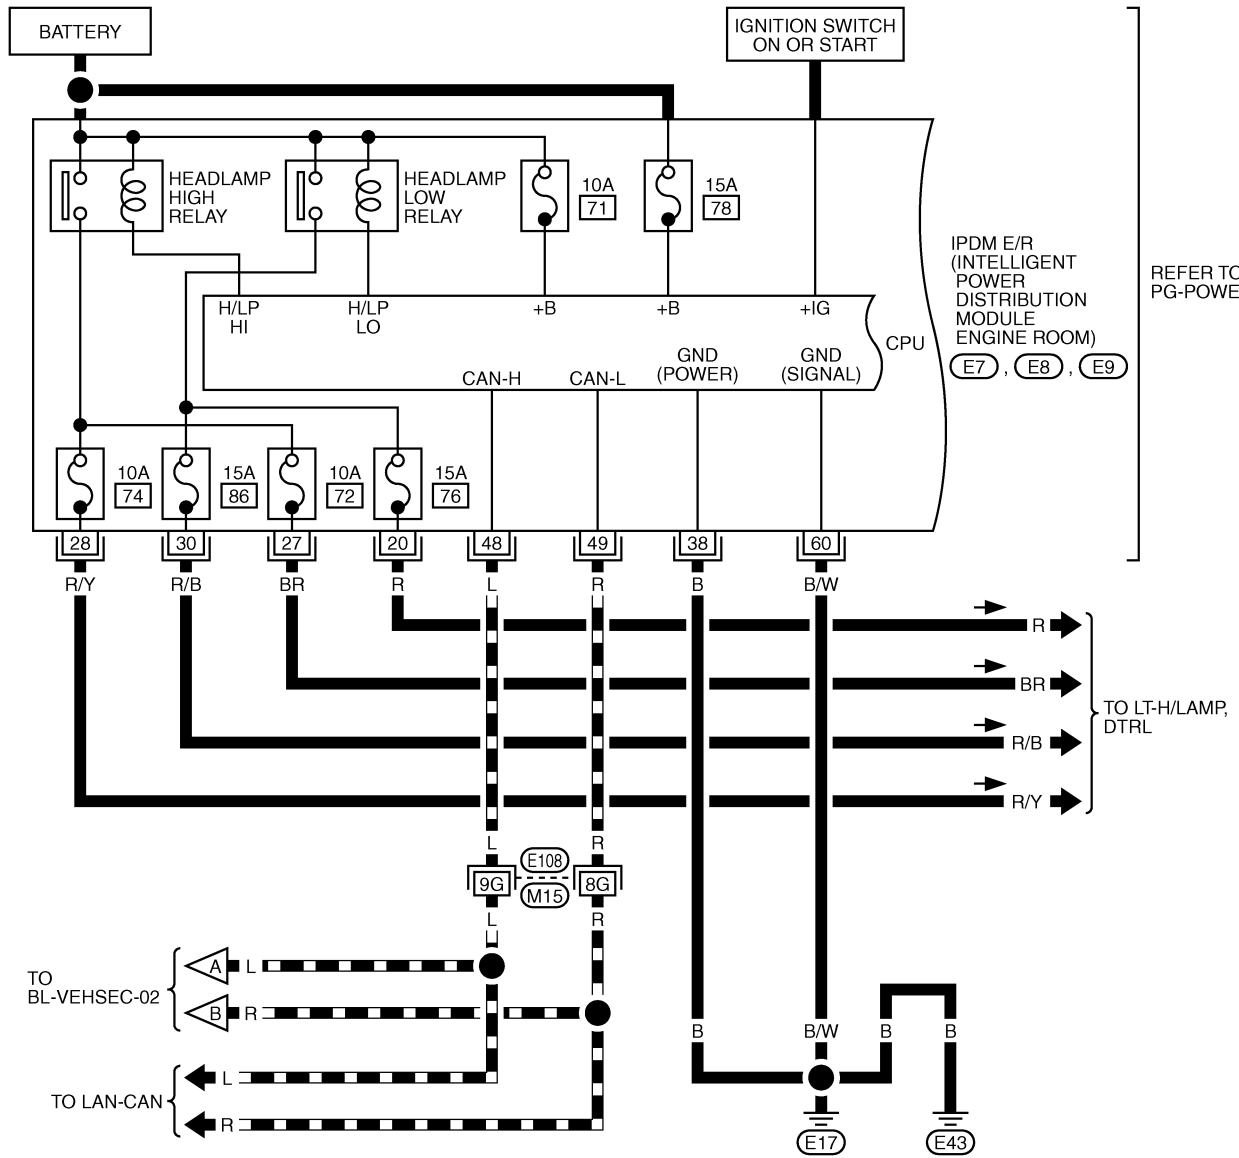 BATTERY
IGNITION SWITCH
ON OR START
HEADLAMP
HIGH
RELAY
HEADLAMP
LOW
RELAY
10A
71
15A
78
IPDM E/R
(INTELLIGENT
POWER
DISTRIBUTION
MODULE
ENGINE ROOM)
E7 , E8 , E9
REFER TO
PG-POWE
H/LP
HI
H/LP
LO
+B
+B
+IG
CPU
CAN-H
CAN-L
GND
(POWER)
GND
(SIGNAL)
10A
74
15A
86
10A
72
15A
76
28 30 27 20 48 49 38 60
R/Y R/B BR R L R B B/W
R
BR
R/B
R/Y
TO LT-H/LAMP,
DTRL
L R
E108
9G 8G
M15
L R
TO
BL-VEHSEC-02
A L
B R
B B/W B B
TO LAN-CAN
L
R
E17 E43